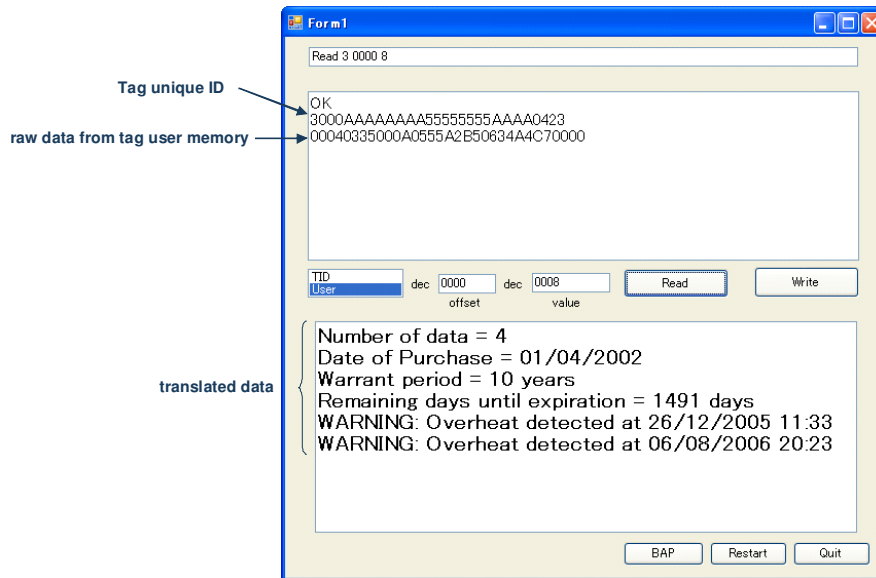 Form1
Read 3 0000 8
Tag unique ID
OK
3000AAAAAAAA55555555AAAA0423
raw data from tag user memory
00040335000A0555A2B50634A4C70000
TID
User
dec 0000 dec 0008
offset value
Read
Write
translated data
Number of data = 4
Date of Purchase = 01/04/2002
Warrant period = 10 years
Remaining days until expiration = 1491 days
WARNING: Overheat detected at 26/12/2005 11:33
WARNING: Overheat detected at 06/08/2006 20:23
BAP Restart Quit